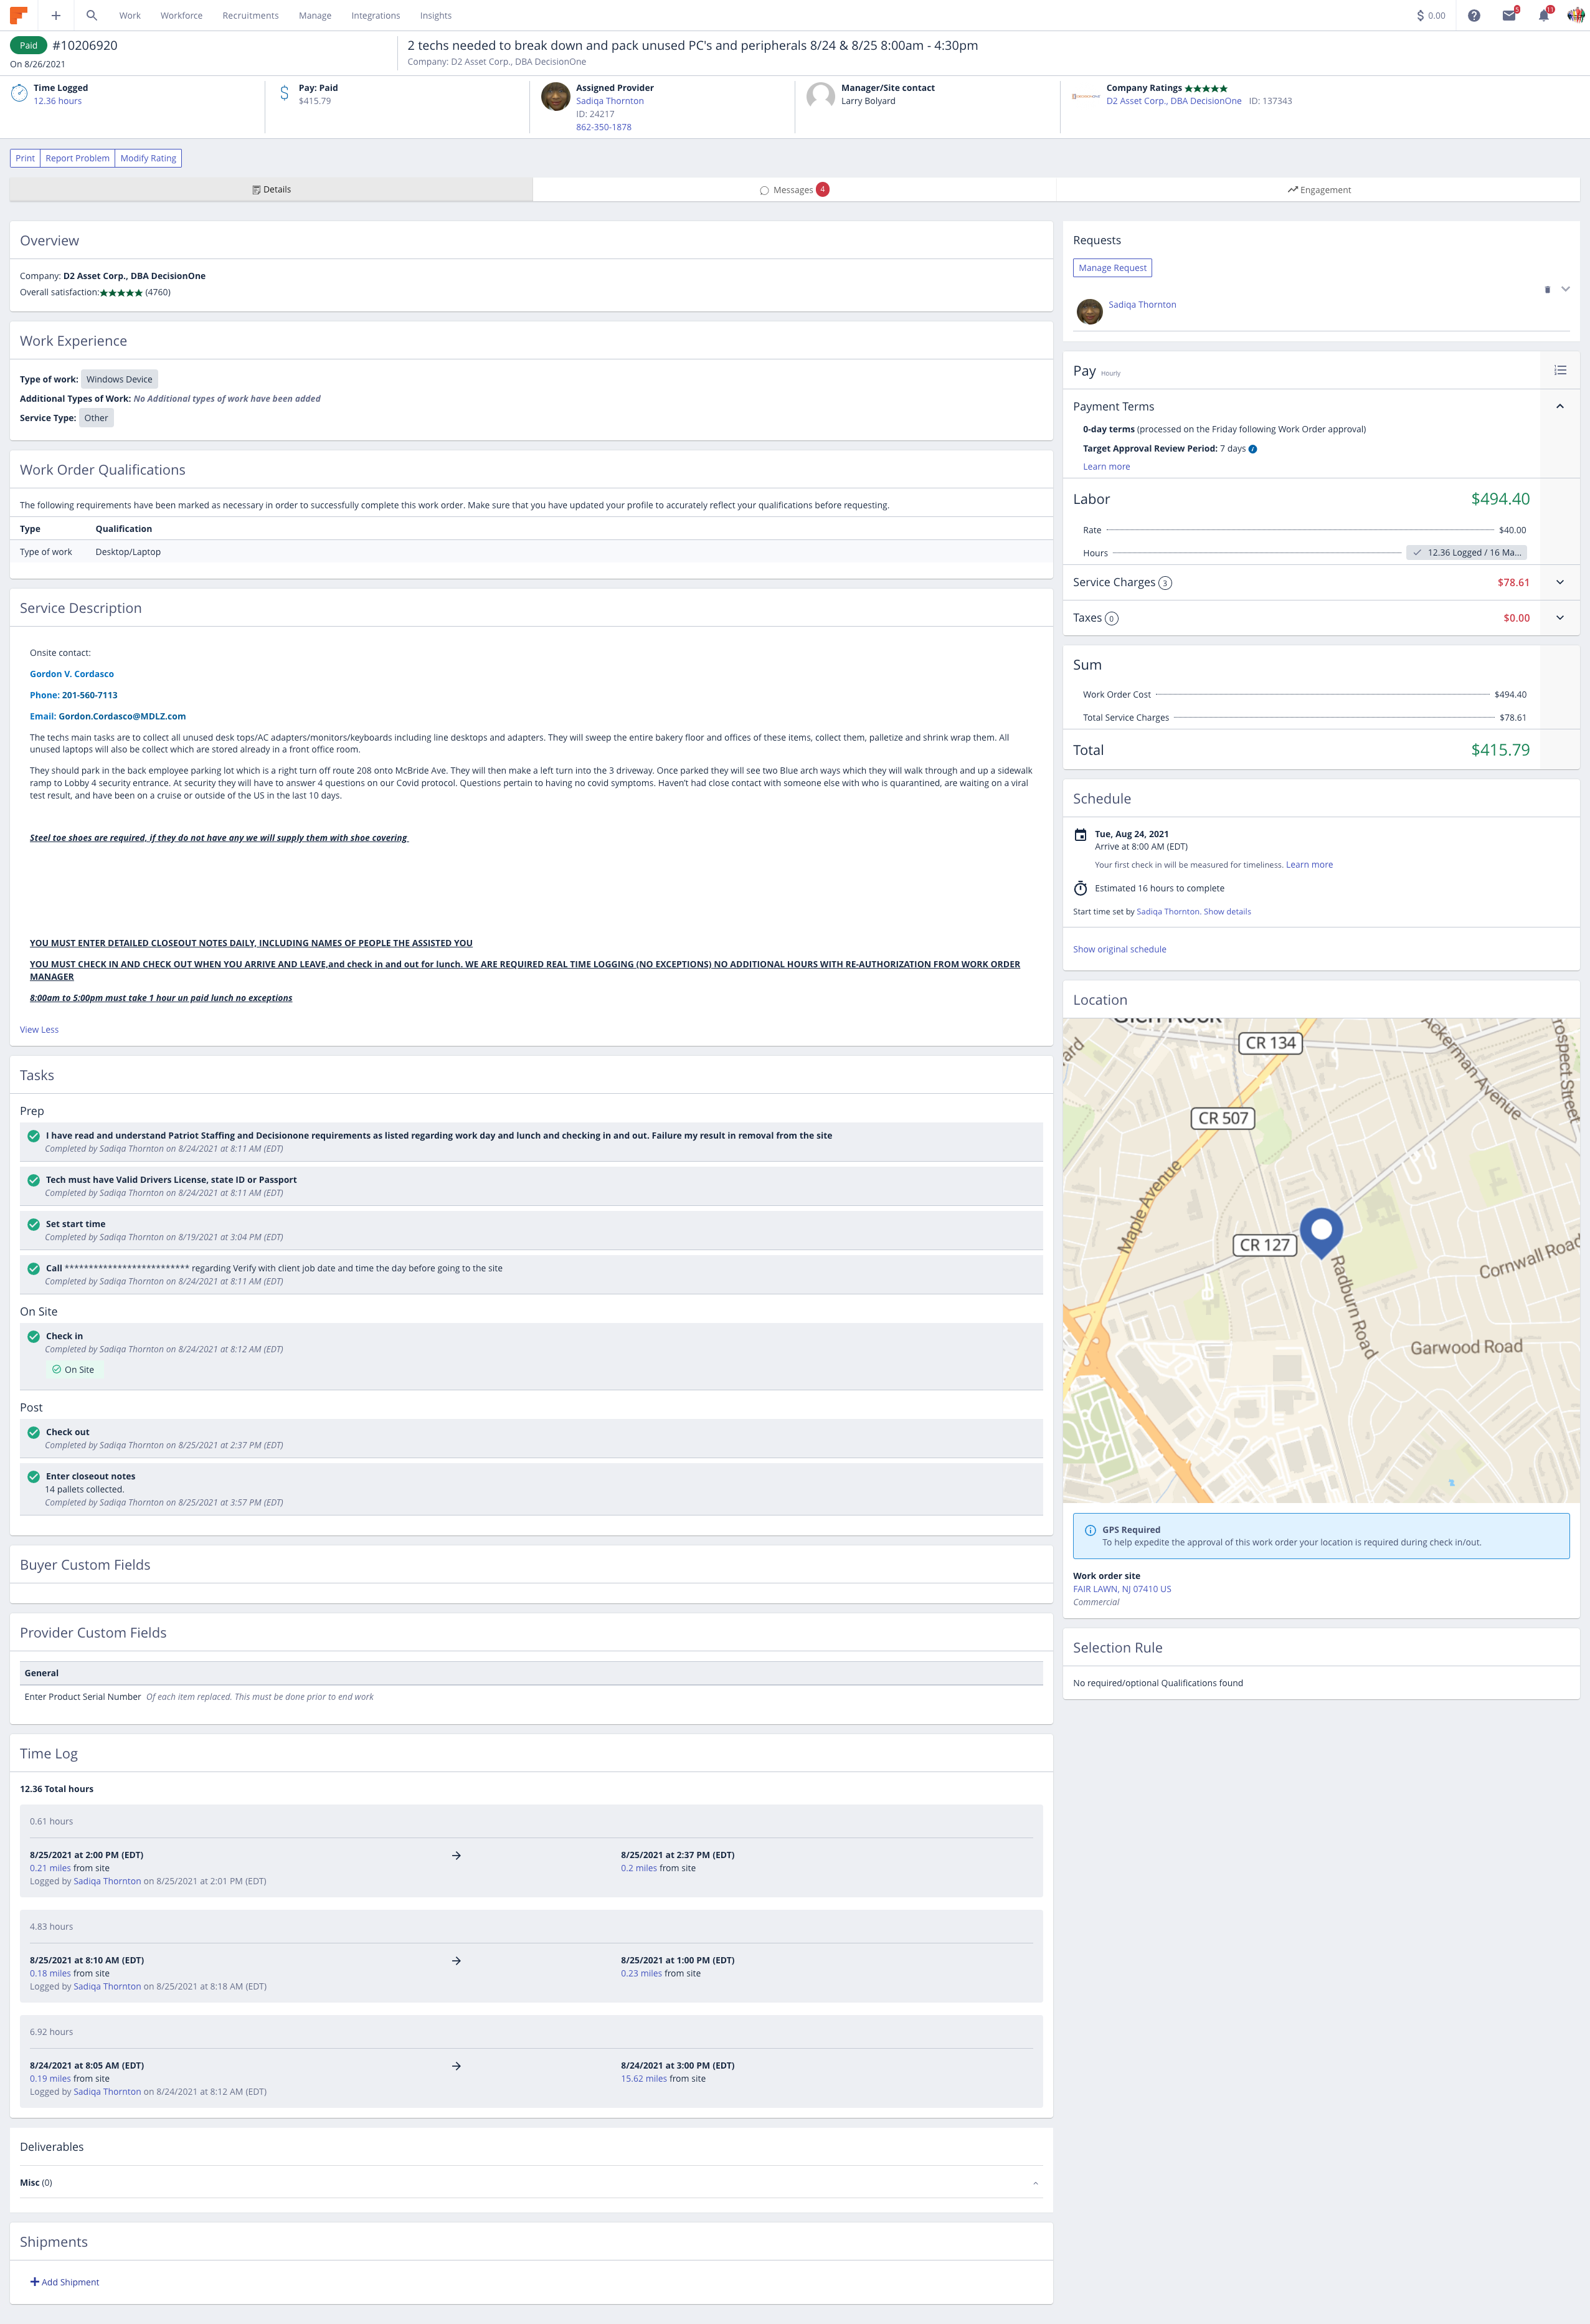 Work Workforce Recruitments Manage Integrations Insights
0.00
5
11
Paid #10206920
On 8/26/2021
2 techs needed to break down and pack unused PC's and peripherals 8/24 & 8/25 8:00am - 4:30pm
Company: D2 Asset Corp., DBA DecisionOne
Time Logged
12.36 hours
Pay: Paid
$415.79
Assigned Provider
Sadiqa Thornton
ID: 24217
862-350-1878
Manager/Site contact
Larry Bolyard
Company Ratings ★★★★★
D2 Asset Corp., DBA DecisionOne ID: 137343
Print Report Problem Modify Rating
Details
Messages 4
Engagement
Overview
Company: D2 Asset Corp., DBA DecisionOne
Overall satisfaction:★★★★★ (4760)
Work Experience
Type of work: Windows Device
Additional Types of Work: No Additional types of work have been added
Service Type: Other
Work Order Qualifications
The following requirements have been marked as necessary in order to successfully complete this work order. Make sure that you have updated your profile to accurately reflect your qualifications before requesting.
Type Qualification
Type of work Desktop/Laptop
Service Description
Onsite contact:
Gordon V. Cordasco
Phone: 201-560-7113
Email: Gordon.Cordasco@MDLZ.com
The techs main tasks are to collect all unused desk tops/AC adapters/monitors/keyboards including line desktops and adapters. They will sweep the entire bakery floor and offices of these items, collect them, palletize and shrink wrap them. All
unused laptops will also be collect which are stored already in a front office room.
They should park in the back employee parking lot which is a right turn off route 208 onto McBride Ave. They will then make a left turn into the 3 driveway. Once parked they will see two Blue arch ways which they will walk through and up a sidewalk
ramp to Lobby 4 security entrance. At security they will have to answer 4 questions on our Covid protocol. Questions pertain to having no covid symptoms. Haven't had close contact with someone else with who is quarantined, are waiting on a viral
test result, and have been on a cruise or outside of the US in the last 10 days.
Steel toe shoes are required, if they do not have any we will supply them with shoe covering
YOU MUST ENTER DETAILED CLOSEOUT NOTES DAILY, INCLUDING NAMES OF PEOPLE THE ASSISTED YOU
YOU MUST CHECK IN AND CHECK OUT WHEN YOU ARRIVE AND LEAVE,and check in and out for lunch. WE ARE REQUIRED REAL TIME LOGGING (NO EXCEPTIONS) NO ADDITIONAL HOURS WITH RE-AUTHORIZATION FROM WORK ORDER
MANAGER
8:00am to 5:00pm must take 1 hour un paid lunch no exceptions
View Less
Tasks
Prep
I have read and understand Patriot Staffing and Decisionone requirements as listed regarding work day and lunch and checking in and out. Failure my result in removal from the site
Completed by Sadiqa Thornton on 8/24/2021 at 8:11 AM (EDT)
Tech must have Valid Drivers License, state ID or Passport
Completed by Sadiqa Thornton on 8/24/2021 at 8:11 AM (EDT)
Set start time
Completed by Sadiqa Thornton on 8/19/2021 at 3:04 PM (EDT)
Call ************************** regarding Verify with client job date and time the day before going to the site
Completed by Sadiqa Thornton on 8/24/2021 at 8:11 AM (EDT)
On Site
Check in
Completed by Sadiqa Thornton on 8/24/2021 at 8:12 AM (EDT)
On Site
Post
Check out
Completed by Sadiqa Thornton on 8/25/2021 at 2:37 PM (EDT)
Enter closeout notes
14 pallets collected.
Completed by Sadiqa Thornton on 8/25/2021 at 3:57 PM (EDT)
Buyer Custom Fields
Provider Custom Fields
General
Enter Product Serial Number Of each item replaced. This must be done prior to end work
Time Log
12.36 Total hours
0.61 hours
8/25/2021 at 2:00 PM (EDT) → 8/25/2021 at 2:37 PM (EDT)
0.21 miles from site 0.2 miles from site
Logged by Sadiqa Thornton on 8/25/2021 at 2:01 PM (EDT)
4.83 hours
8/25/2021 at 8:10 AM (EDT) → 8/25/2021 at 1:00 PM (EDT)
0.18 miles from site 0.23 miles from site
Logged by Sadiqa Thornton on 8/25/2021 at 8:18 AM (EDT)
6.92 hours
8/24/2021 at 8:05 AM (EDT) → 8/24/2021 at 3:00 PM (EDT)
0.19 miles from site 15.62 miles from site
Logged by Sadiqa Thornton on 8/24/2021 at 8:12 AM (EDT)
Deliverables
Misc (0)
Shipments
Add Shipment
Requests
Manage Request
Sadiqa Thornton
Pay Hourly
Payment Terms
0-day terms (processed on the Friday following Work Order approval)
Target Approval Review Period: 7 days
Learn more
Labor $494.40
Rate $40.00
Hours 12.36 Logged / 16 Ma...
Service Charges 3 $78.61
Taxes 0 $0.00
Sum
Work Order Cost $494.40
Total Service Charges $78.61
Total $415.79
Schedule
Tue, Aug 24, 2021
Arrive at 8:00 AM (EDT)
Your first check in will be measured for timeliness. Learn more
Estimated 16 hours to complete
Start time set by Sadiqa Thornton. Show details
Show original schedule
Location
Glen Rock
CR 134
Ackerman Avenue
rospect Street
ard
CR 507
Maple Avenue
CR 127
Radburn Road
Cornwall Road
Garwood Road
GPS Required
To help expedite the approval of this work order your location is required during check in/out.
Work order site
FAIR LAWN, NJ 07410 US
Commercial
Selection Rule
No required/optional Qualifications found